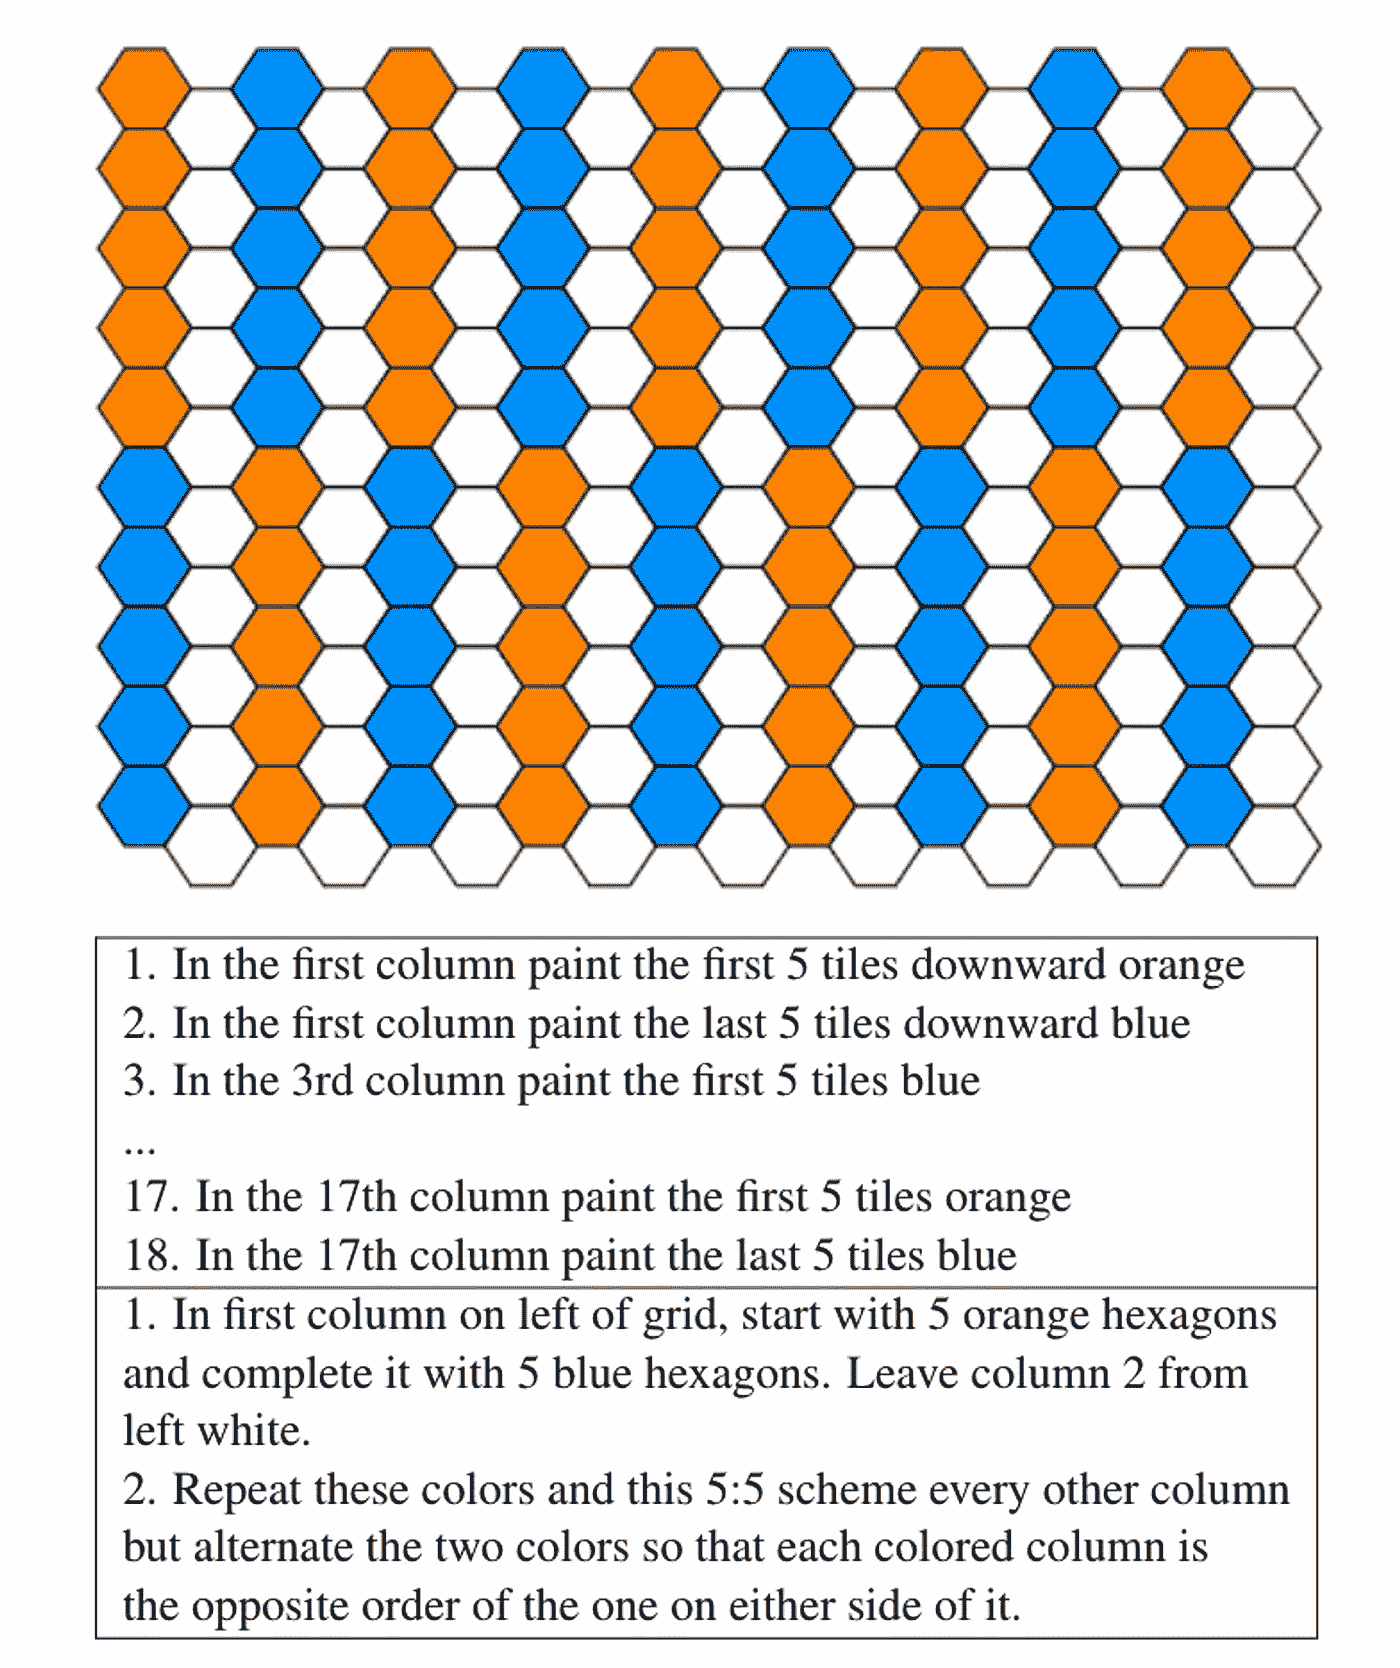 1. In the first column paint the first 5 tiles downward orange
2. In the first column paint the last 5 tiles downward blue
3. In the 3rd column paint the first 5 tiles blue
...
17. In the 17th column paint the first 5 tiles orange
18. In the 17th column paint the last 5 tiles blue
1. In first column on left of grid, start with 5 orange hexagons
and complete it with 5 blue hexagons. Leave column 2 from
left white.
2. Repeat these colors and this 5:5 scheme every other column
but alternate the two colors so that each colored column is
the opposite order of the one on either side of it.